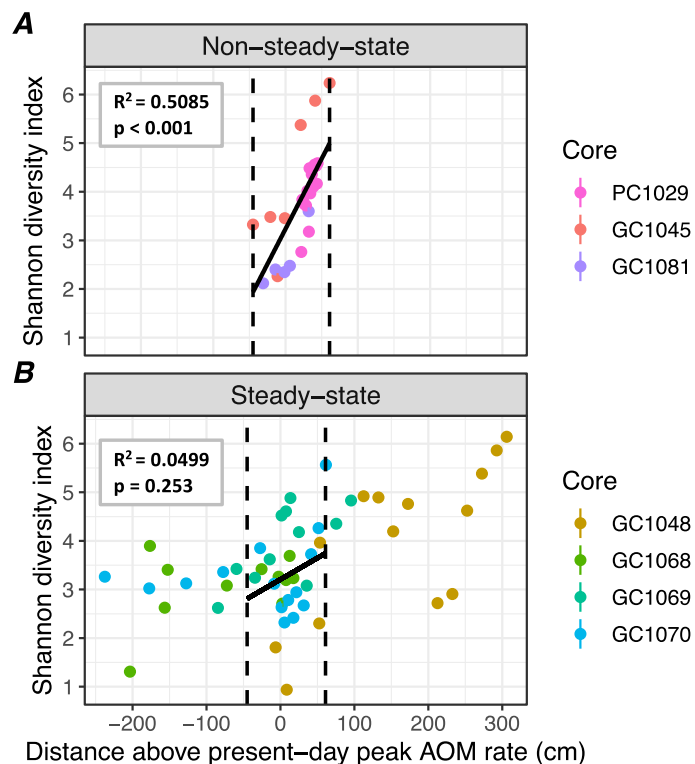 A
Non−steady−state
R² = 0.5085
p < 0.001
6
5
4
3
2
1
Shannon diversity index
Core
PC1029
GC1045
GC1081
B
Steady−state
R² = 0.0499
p = 0.253
6
5
4
3
2
1
Shannon diversity index
Core
GC1048
GC1068
GC1069
GC1070
−200 −100 0 100 200 300
Distance above present−day peak AOM rate (cm)